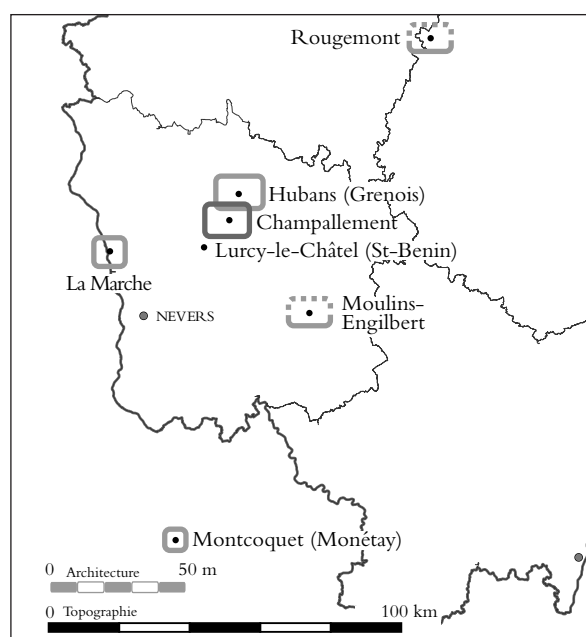 Rougemont
Hubans (Grenois)
Champallement
Lurcy-le-Châtel (St-Benin)
La Marche
Moulins-
Engilbert
NEVERS
Montcoquet (Monétay)
0 Architecture 50 m
0 Topographie 100 km